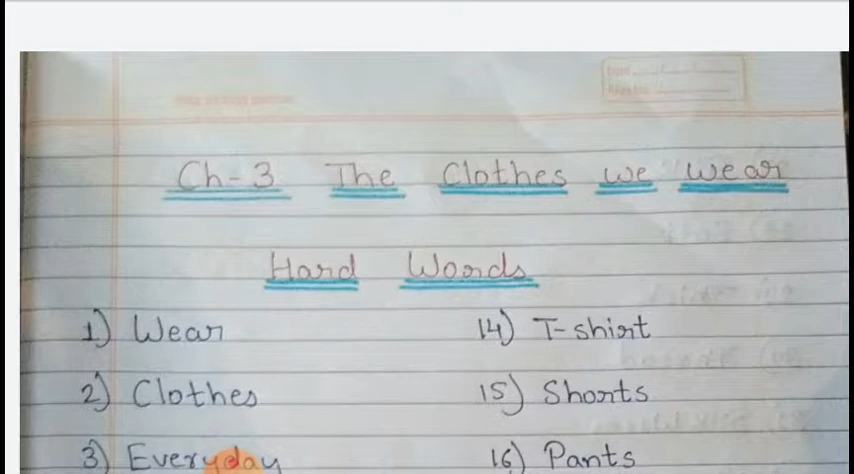 Ch-3 The Clothes we wear
Hard Words
1) Wear
2) Clothes
3) Everyday
14) T-shirt
15) Shorts
16) Pants